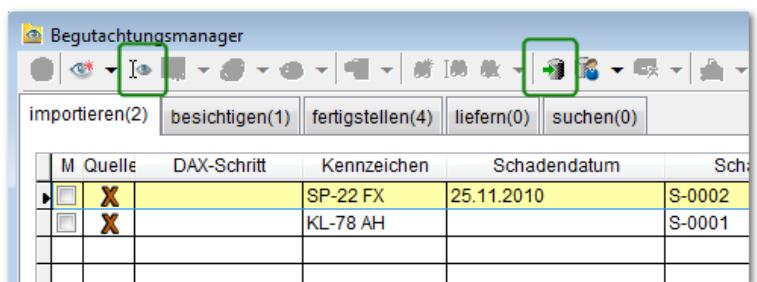 Begutachtungsmanager
importieren(2) besichtigen(1) fertigstellen(4) liefern(0) suchen(0)
M Quelle DAX-Schritt Kennzeichen Schadendatum
X SP-22 FX 25.11.2010 S-0002
X KL-78 AH S-0001